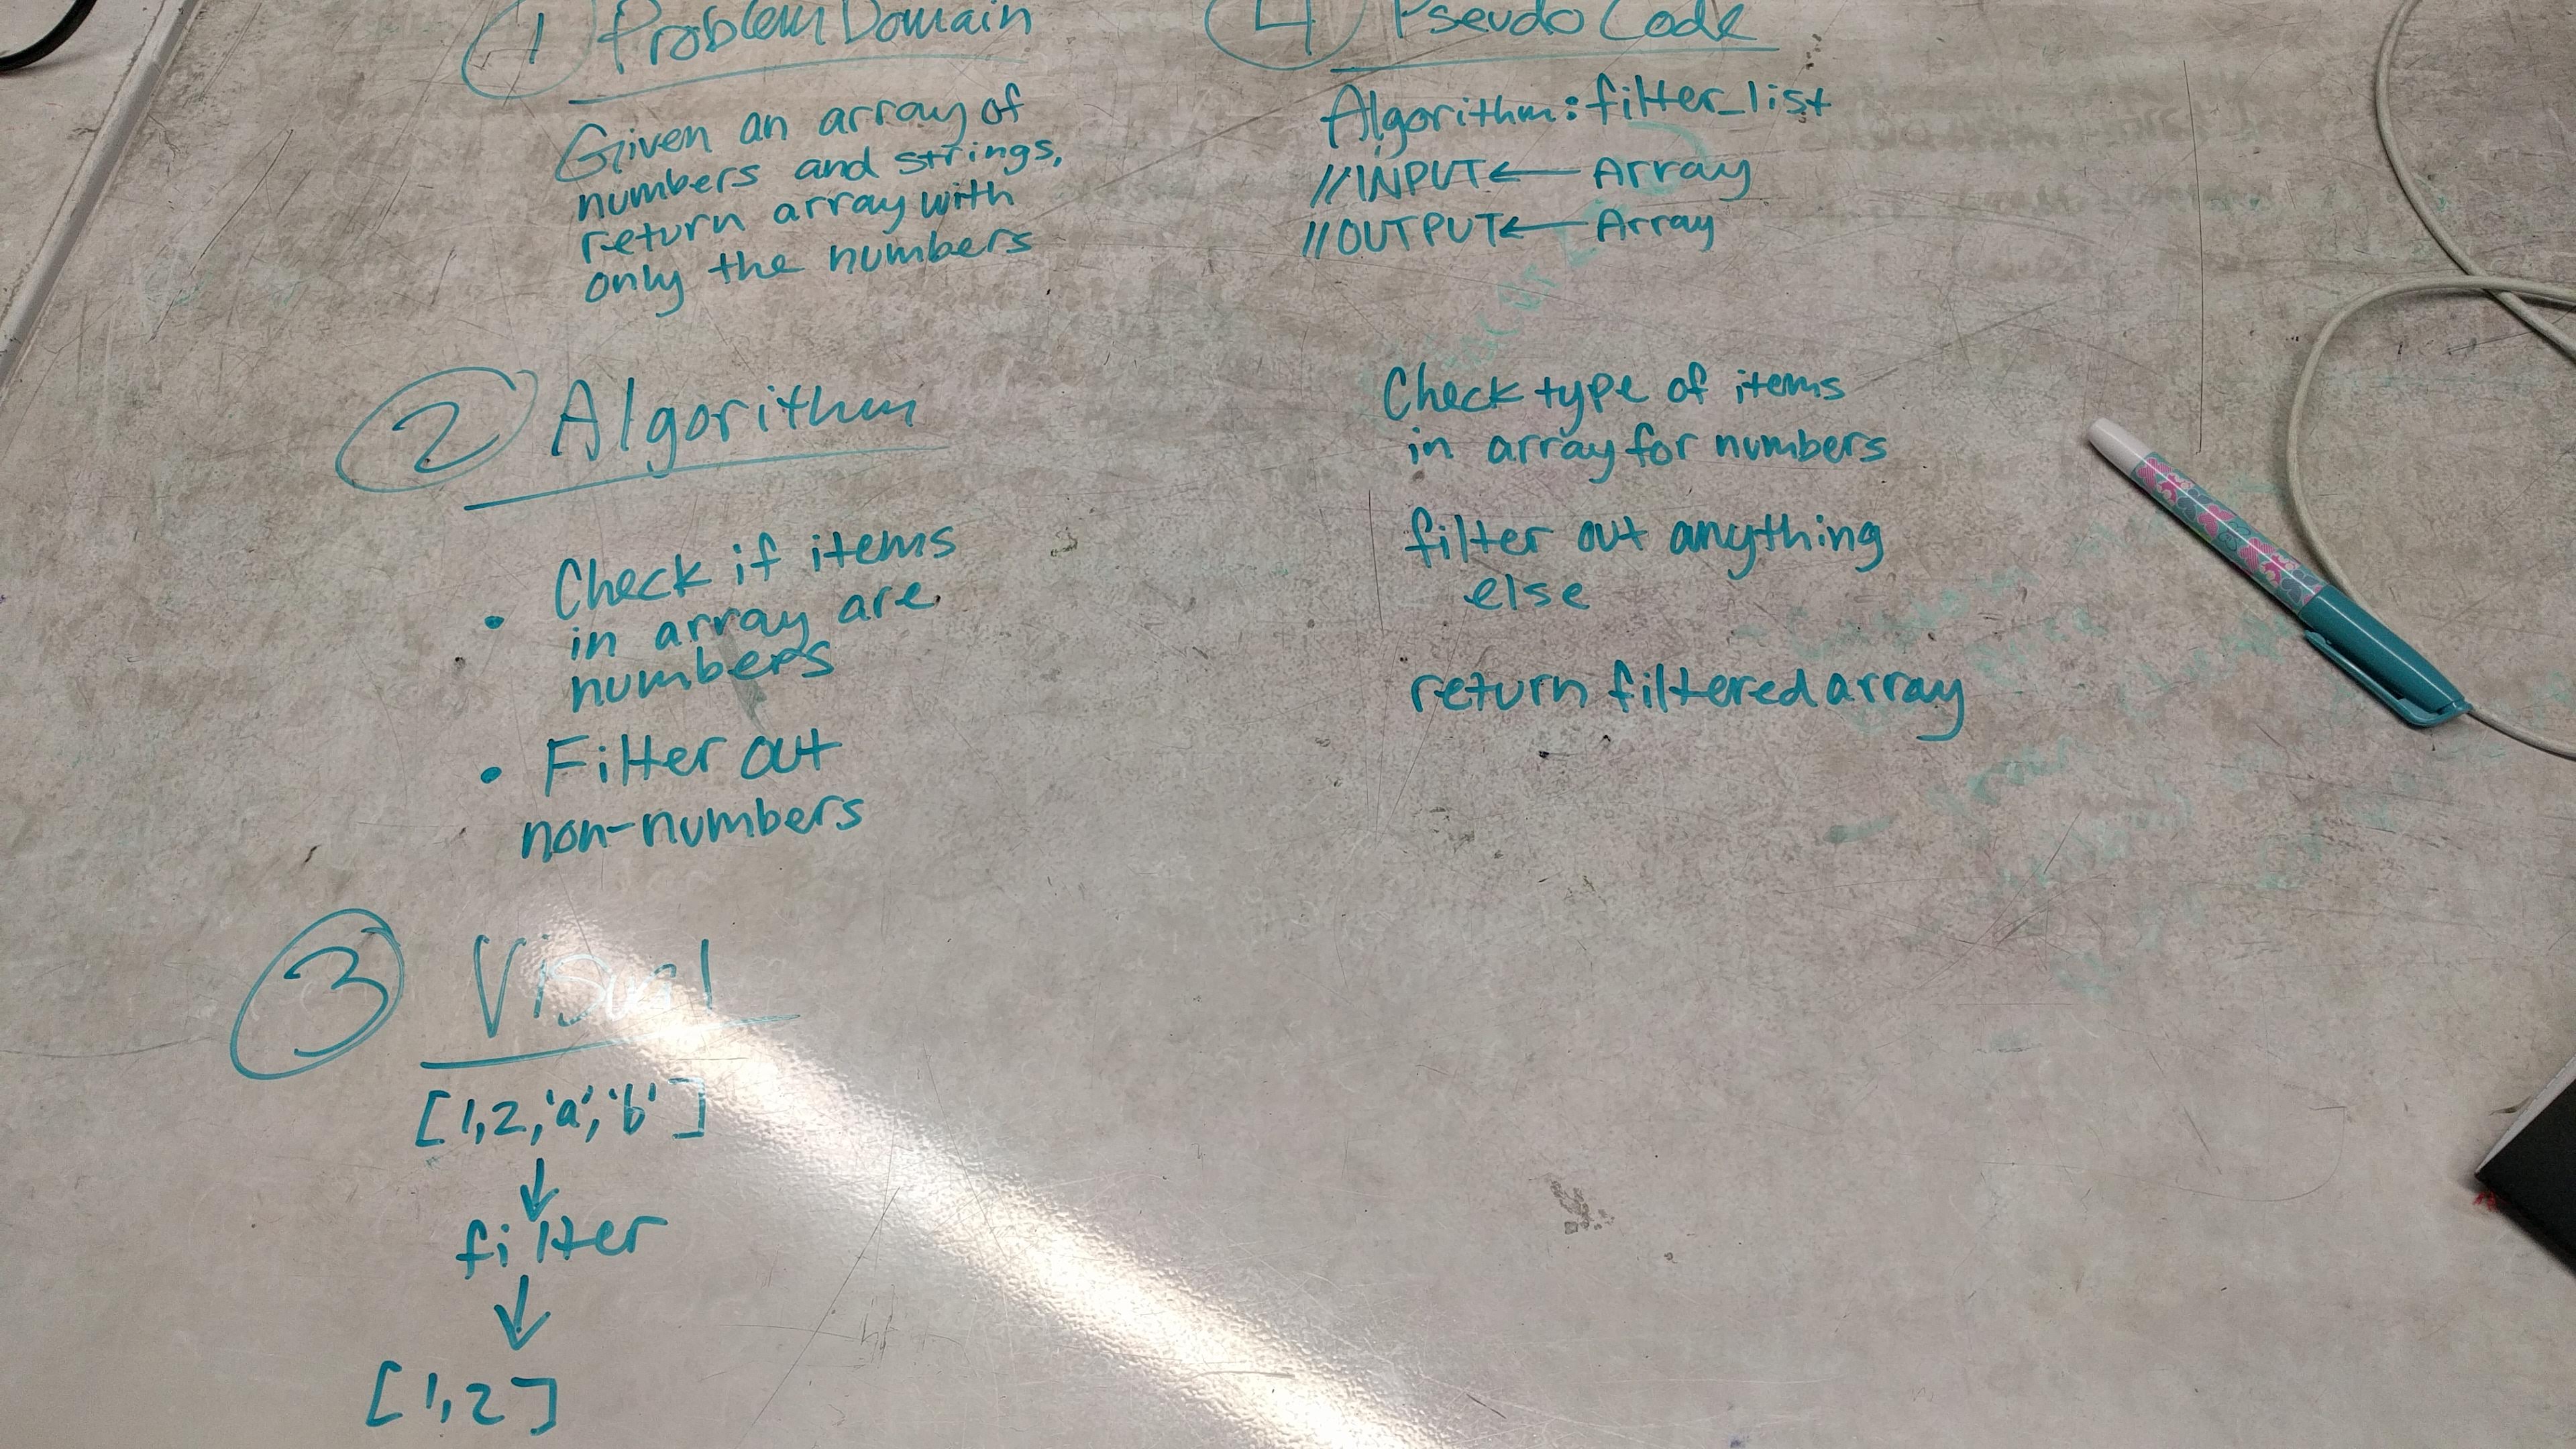 1 Problem Domain
Given an array of
numbers and strings,
return array with
only the numbers
2 Algorithm
• Check if items
in array are
numbers
• Filter out
non-numbers
3 Visual
[1,2,'a','b']
↓
filter
↓
[1,2]
4 Pseudo Code
Algorithm: filter_list
//INPUT ← Array
//OUTPUT ← Array
Check type of items
in array for numbers
filter out anything
else
return filtered array